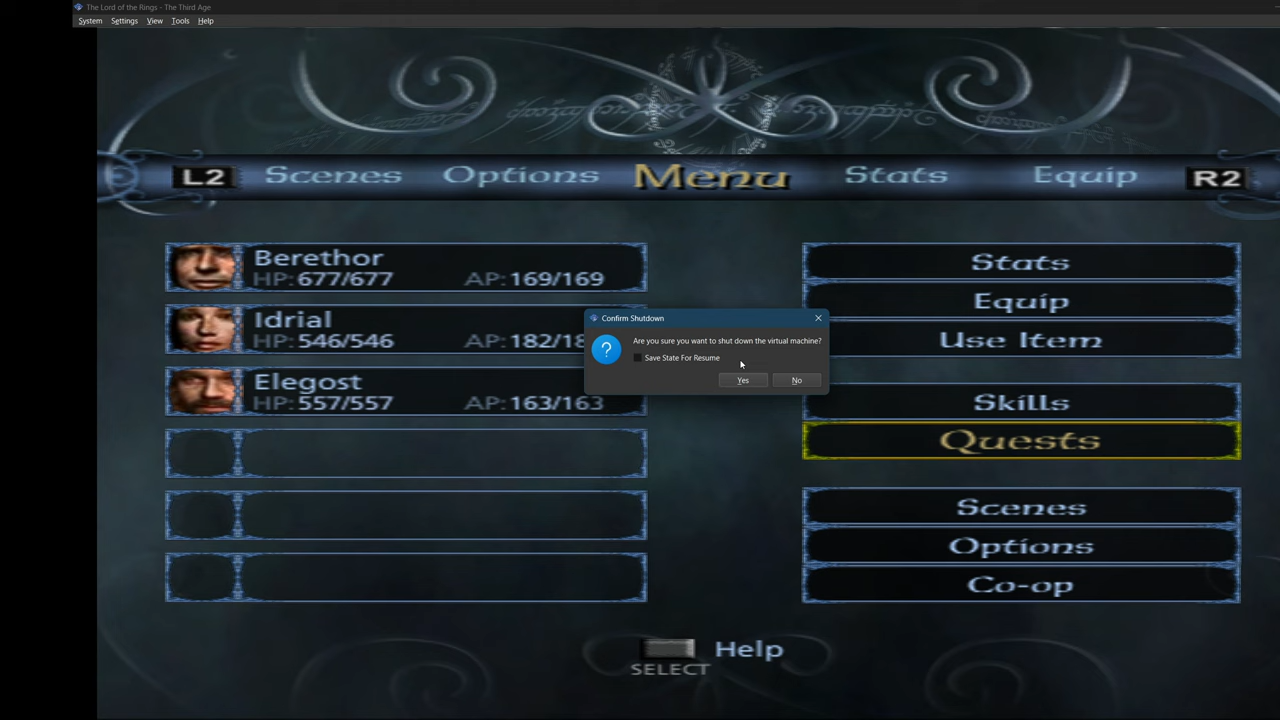 The Lord of the Rings - The Third Age
System Settings View Tools Help
L2 Scenes Options Menu Stats Equip R2
Berethor
HP: 677/677 AP: 169/169
Idrial
HP: 546/546 AP: 182/18
Elegost
HP: 557/557 AP: 163/163
Confirm Shutdown
Are you sure you want to shut down the virtual machine?
Save State For Resume
Yes No
Stats
Equip
Use Item
Skills
Quests
Scenes
Options
Co-op
Help
SELECT